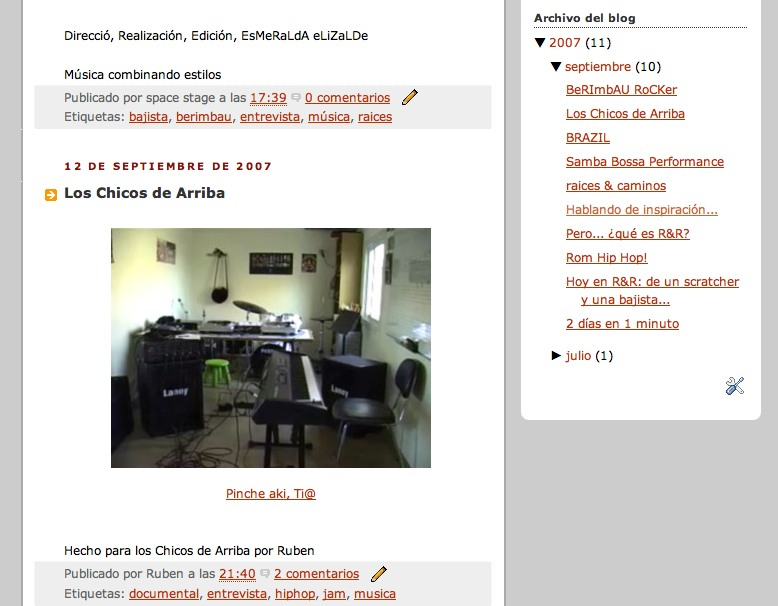 Direcció, Realización, Edición, EsMeRaLdA eLiZaLDe
Música combinando estilos
Publicado por space stage a las 17:39 0 comentarios
Etiquetas: bajista, berimbau, entrevista, música, raices
12 DE SEPTIEMBRE DE 2007
Los Chicos de Arriba
Laney
Laney
Pinche aki, Ti@
Hecho para los Chicos de Arriba por Ruben
Publicado por Ruben a las 21:40 2 comentarios
Etiquetas: documental, entrevista, hiphop, jam, musica
Archivo del blog
▼ 2007 (11)
▼ septiembre (10)
BeRImbAU RoCKer
Los Chicos de Arriba
BRAZIL
Samba Bossa Performance
raices & caminos
Hablando de inspiración...
Pero... ¿qué es R&R?
Rom Hip Hop!
Hoy en R&R: de un scratcher
y una bajista...
2 días en 1 minuto
► julio (1)